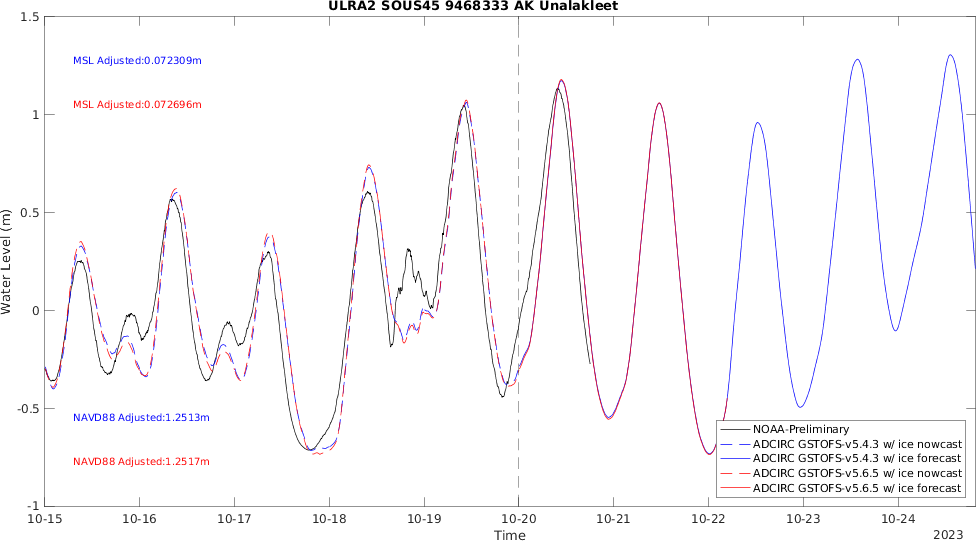 ULRA2 SOUS45 9468333 AK Unalakleet
1.5
MSL Adjusted:0.072309m
MSL Adjusted:0.072696m
1
0.5
Water Level (m)
0
-0.5
NAVD88 Adjusted:1.2513m
NAVD88 Adjusted:1.2517m
NOAA-Preliminary
ADCIRC GSTOFS-v5.4.3 w/ ice nowcast
ADCIRC GSTOFS-v5.4.3 w/ ice forecast
ADCIRC GSTOFS-v5.6.5 w/ ice nowcast
ADCIRC GSTOFS-v5.6.5 w/ ice forecast
-1
10-15 10-16 10-17 10-18 10-19 10-20 10-21 10-22 10-23 10-24
Time
2023